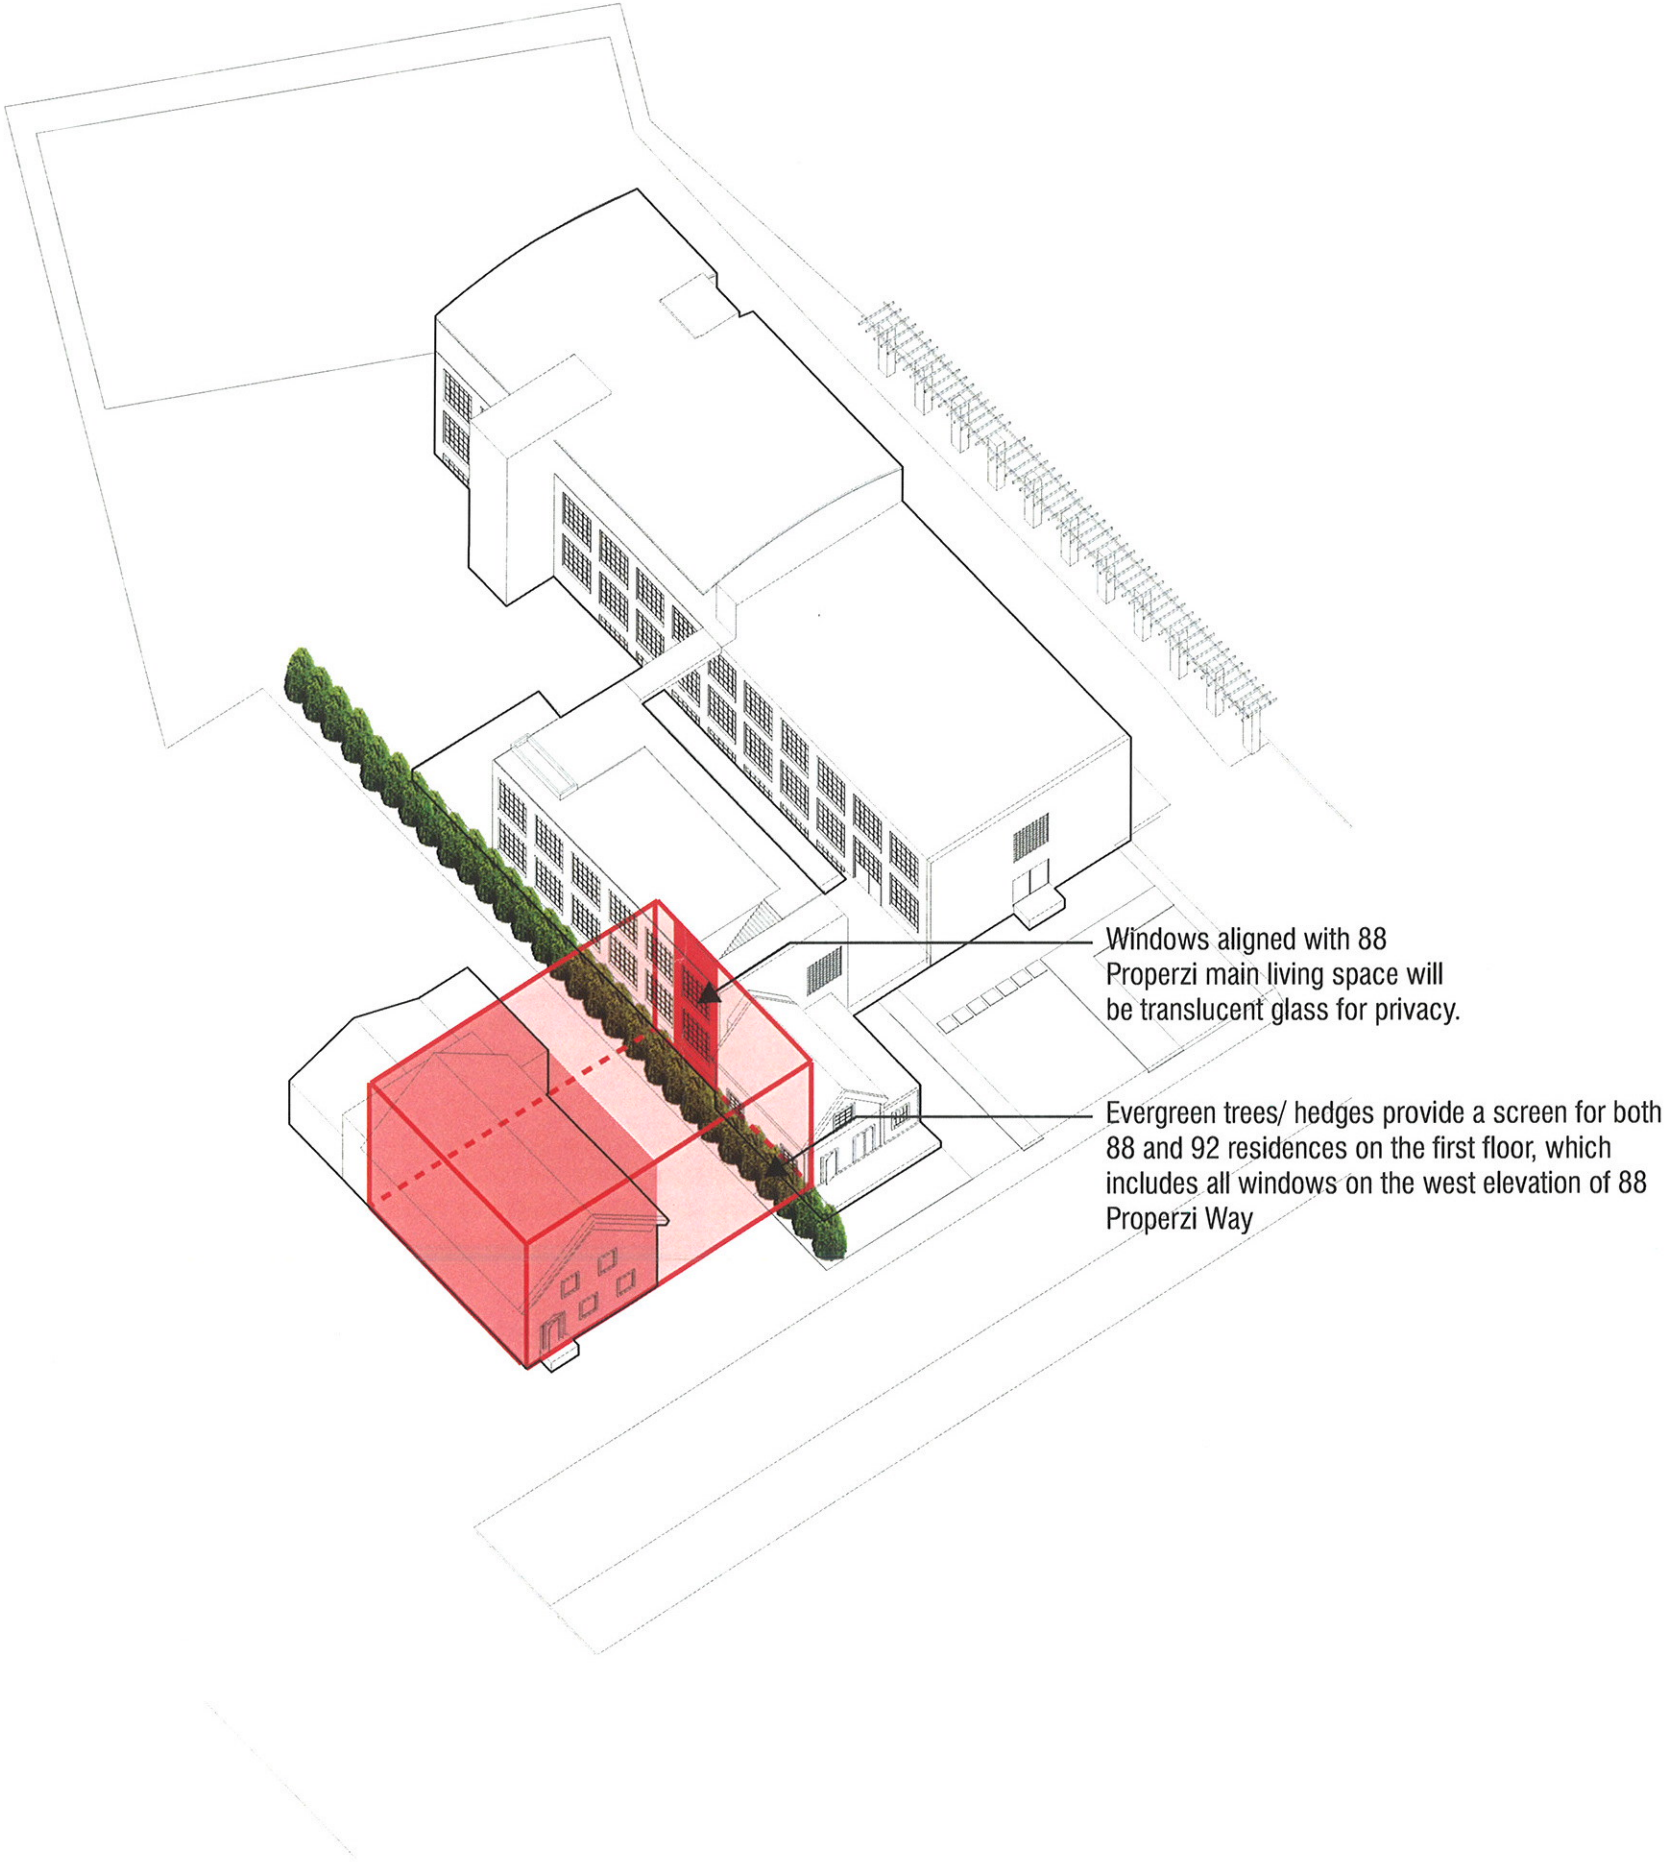 Windows aligned with 88
Properzi main living space will
be translucent glass for privacy.
Evergreen trees/ hedges provide a screen for both
88 and 92 residences on the first floor, which
includes all windows on the west elevation of 88
Properzi Way